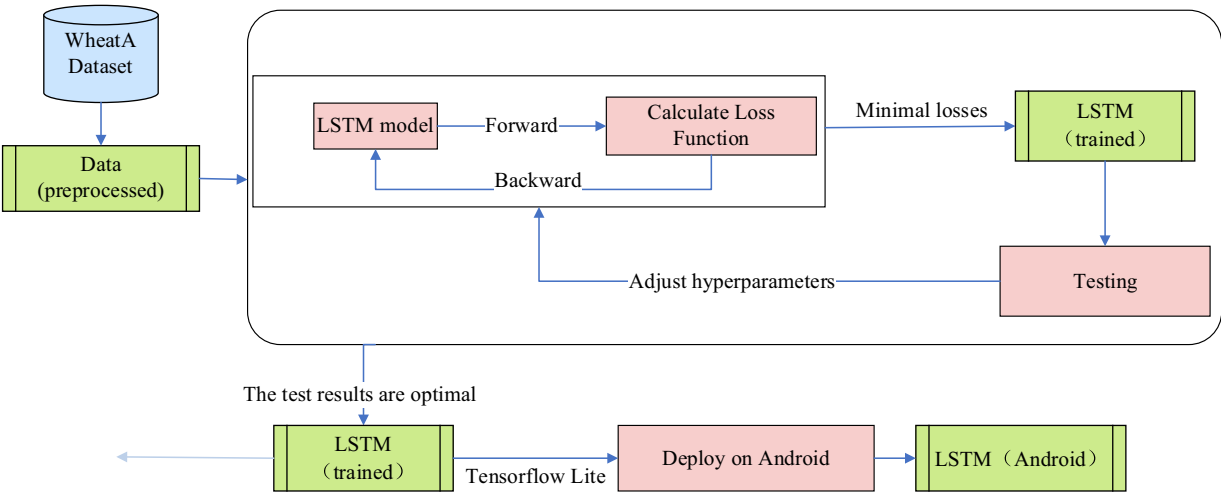 WheatA
Dataset
Data
(preprocessed)
LSTM model
Forward
Calculate Loss
Function
Backward
Minimal losses
LSTM
（trained）
Adjust hyperparameters
Testing
The test results are optimal
LSTM
（trained）
Tensorflow Lite
Deploy on Android
LSTM（Android）